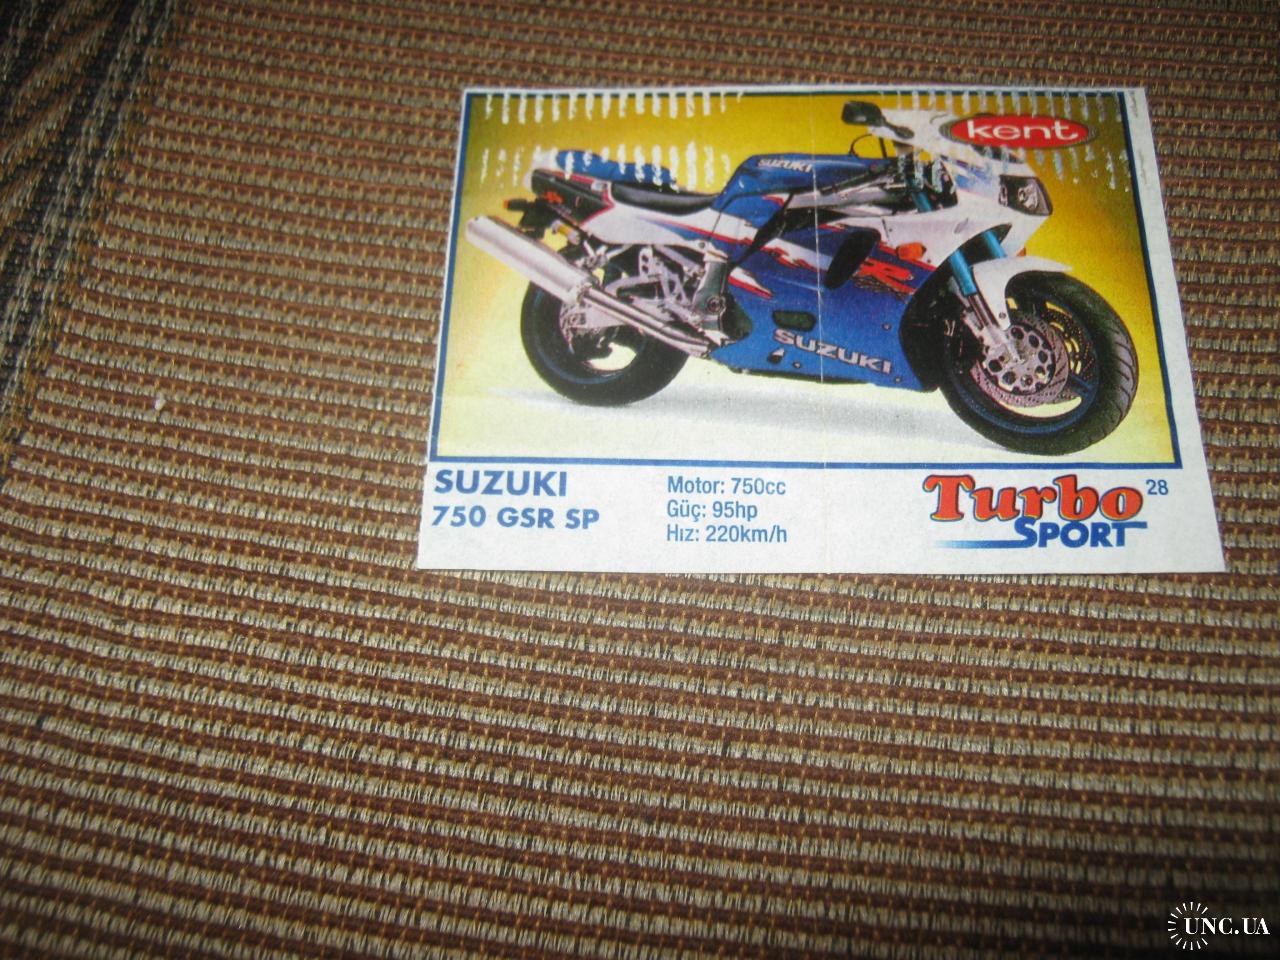 kent
SUZUKI
R
SUZUKI
SUZUKI
750 GSR SP
Motor: 750cc
Güç: 95hp
Hız: 220km/h
Turbo 28
SPORT
UNC.UA